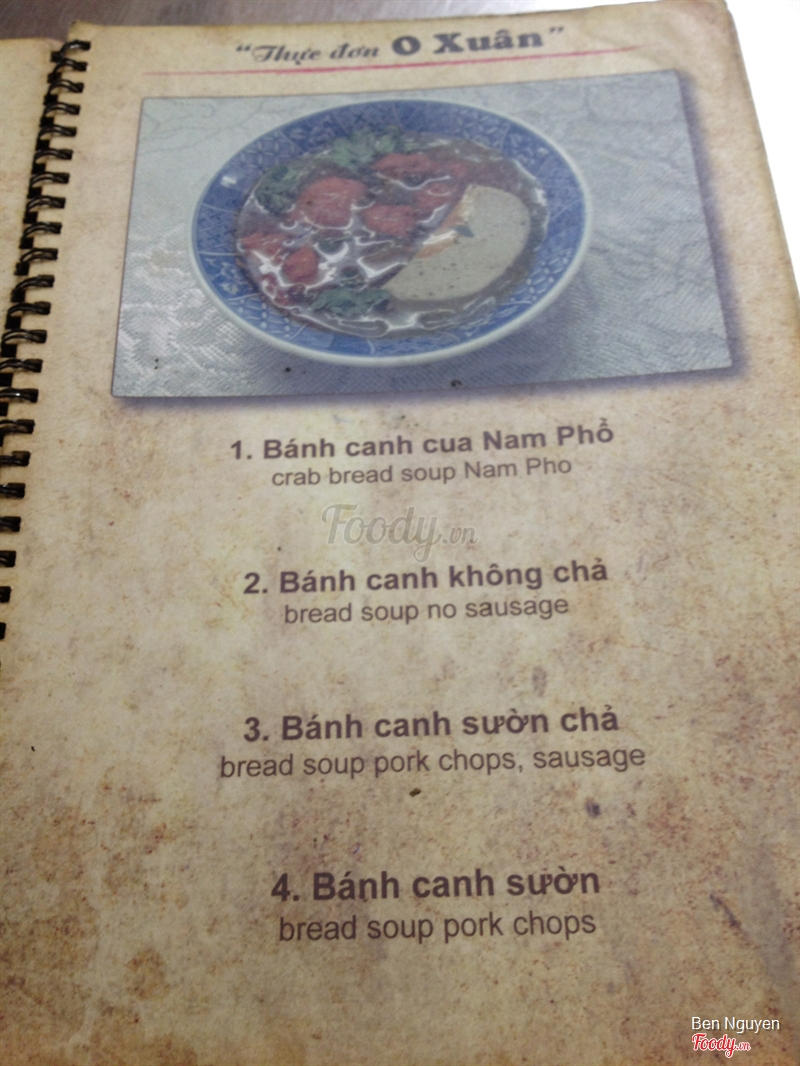 “Thực đơn O Xuân”
1. Bánh canh cua Nam Phổ
crab bread soup Nam Pho
Foody.vn
2. Bánh canh không chả
bread soup no sausage
3. Bánh canh sườn chả
bread soup pork chops, sausage
4. Bánh canh sườn
bread soup pork chops
Ben Nguyen
Foody.vn